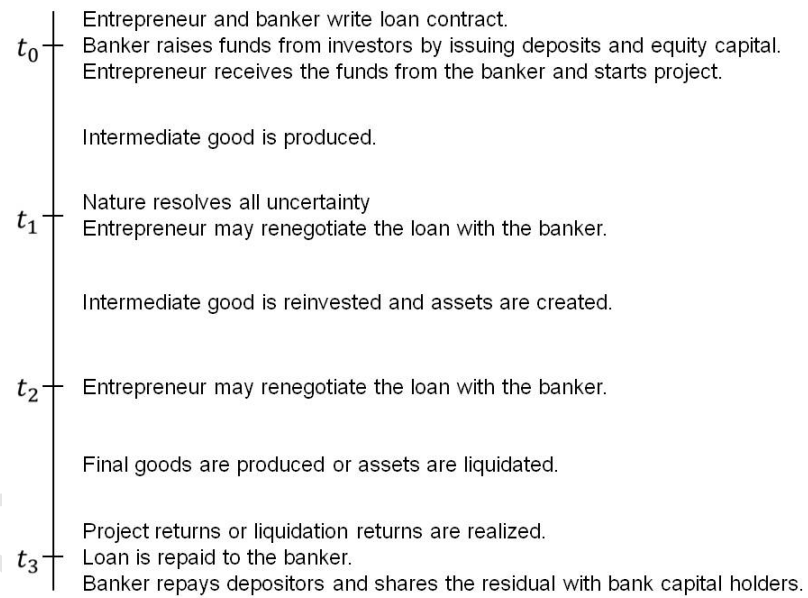 Entrepreneur and banker write loan contract.
t₀ Banker raises funds from investors by issuing deposits and equity capital.
Entrepreneur receives the funds from the banker and starts project.
Intermediate good is produced.
Nature resolves all uncertainty
t₁ Entrepreneur may renegotiate the loan with the banker.
Intermediate good is reinvested and assets are created.
t₂ Entrepreneur may renegotiate the loan with the banker.
Final goods are produced or assets are liquidated.
Project returns or liquidation returns are realized.
t₃ Loan is repaid to the banker.
Banker repays depositors and shares the residual with bank capital holders.